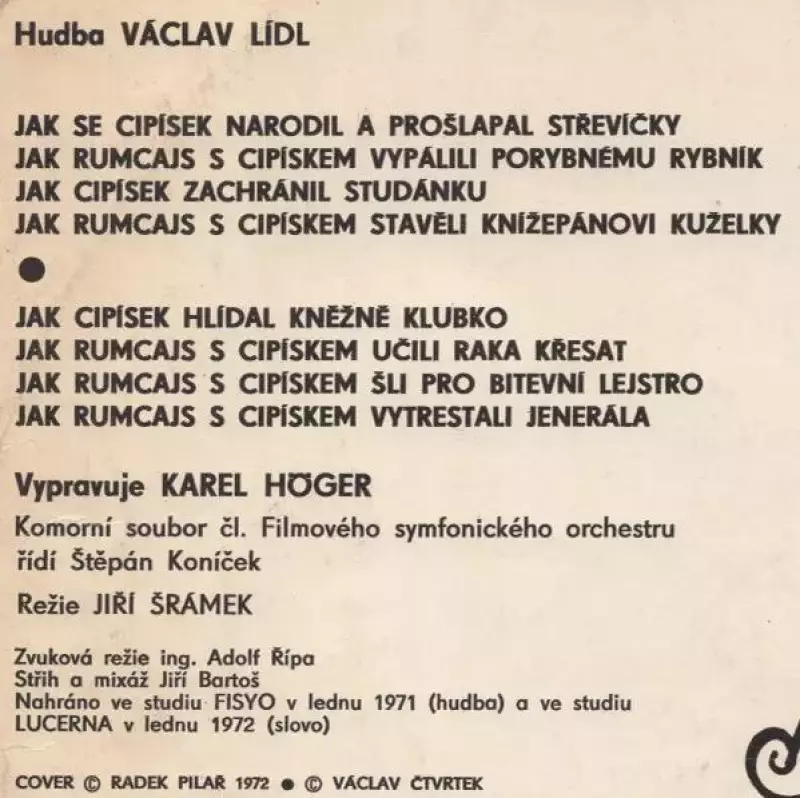 Hudba VÁCLAV LÍDL
JAK SE CIPÍSEK NARODIL A PROŠLAPAL STŘEVÍČKY
JAK RUMCAJS S CIPÍSKEM VYPÁLILI PORYBNÉMU RYBNÍK
JAK CIPÍSEK ZACHRÁNIL STUDÁNKU
JAK RUMCAJS S CIPÍSKEM STAVĚLI KNÍŽEPÁNOVI KUŽELKY
●
JAK CIPÍSEK HLÍDAL KNĚŽNĚ KLUBKO
JAK RUMCAJS S CIPÍSKEM UČILI RAKA KŘESAT
JAK RUMCAJS S CIPÍSKEM ŠLI PRO BITEVNÍ LEJSTRO
JAK RUMCAJS S CIPÍSKEM VYTRESTALI JENERÁLA
Vypravuje KAREL HÖGER
Komorní soubor čl. Filmového symfonického orchestru
řídí Štěpán Koníček
Režie JIŘÍ ŠRÁMEK
Zvuková režie ing. Adolf Řípa
Střih a mixáž Jiří Bartoš
Nahráno ve studiu FISYO v lednu 1971 (hudba) a ve studiu
LUCERNA v lednu 1972 (slovo)
COVER © RADEK PILAŘ 1972 ● © VÁCLAV ČTVRTEK